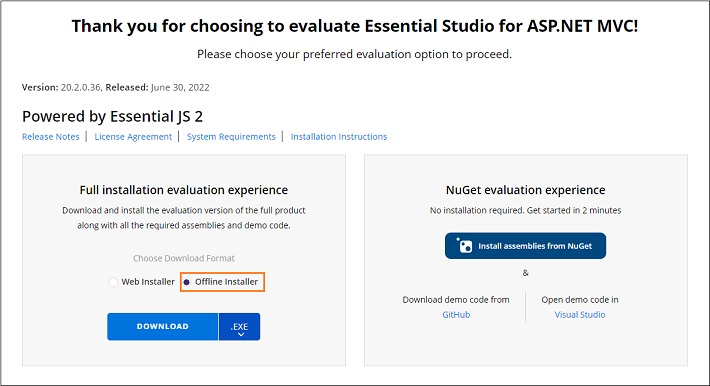 Thank you for choosing to evaluate Essential Studio for ASP.NET MVC!
Please choose your preferred evaluation option to proceed.
Version: 20.2.0.36, Released: June 30, 2022
Powered by Essential JS 2
Release Notes | License Agreement | System Requirements | Installation Instructions
Full installation evaluation experience
Download and install the evaluation version of the full product
along with all the required assemblies and demo code.
Choose Download Format
Web Installer Offline Installer
DOWNLOAD .EXE
NuGet evaluation experience
No installation required. Get started in 2 minutes
Install assemblies from NuGet
&
Download demo code from
GitHub
Open demo code in
Visual Studio